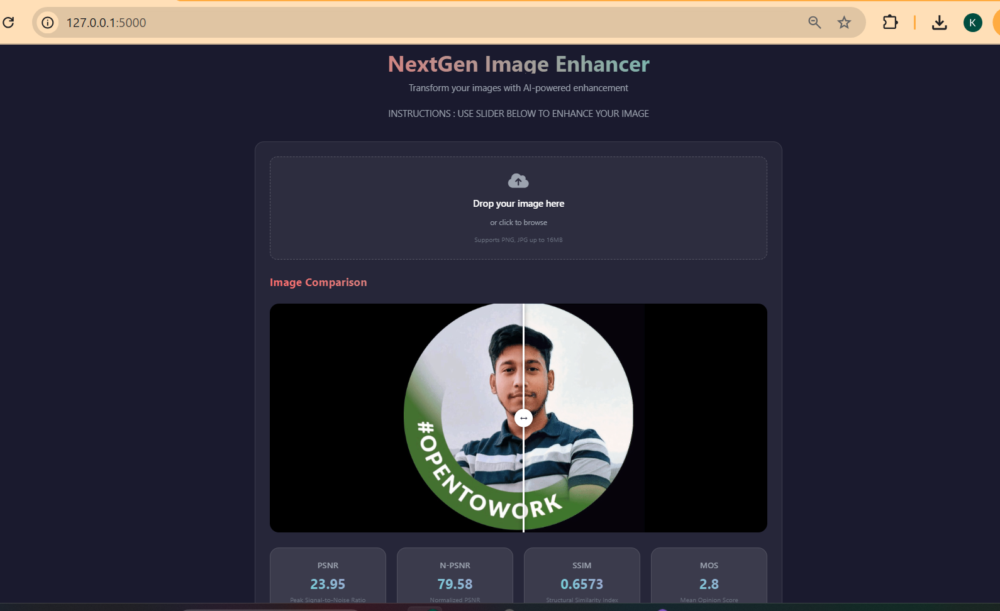 127.0.0.1:5000
K
NextGen Image Enhancer
Transform your images with AI-powered enhancement
INSTRUCTIONS : USE SLIDER BELOW TO ENHANCE YOUR IMAGE
Drop your image here
or click to browse
Supports PNG, JPG up to 16MB
Image Comparison
#OPENTOWORK
PSNR
23.95
Peak Signal-to-Noise Ratio
N-PSNR
79.58
Normalized PSNR
SSIM
0.6573
Structural Similarity Index
MOS
2.8
Mean Opinion Score